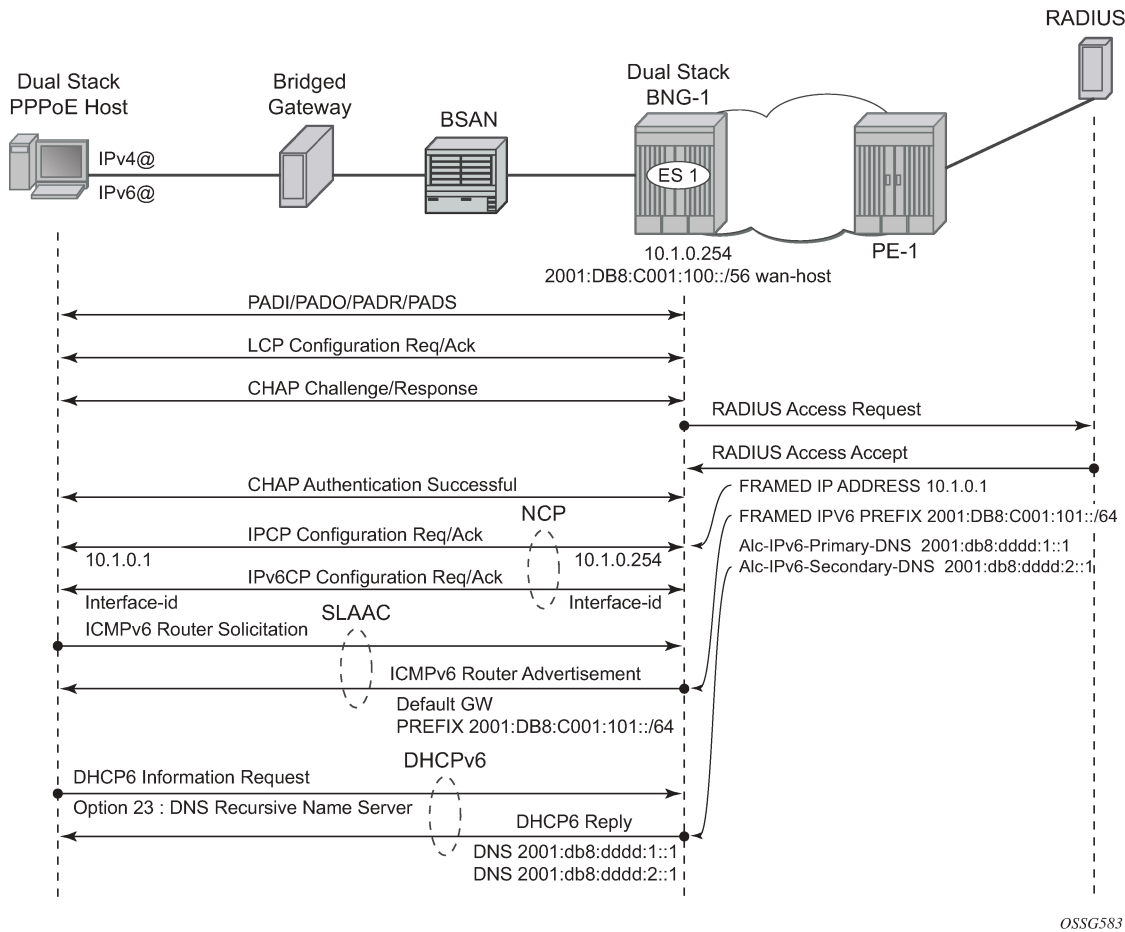 RADIUS
Dual Stack
PPPoE Host
Bridged
Gateway
BSAN
Dual Stack
BNG-1
IPv4@
IPv6@
ES 1
PE-1
10.1.0.254
2001:DB8:C001:100::/56 wan-host
PADI/PADO/PADR/PADS
LCP Configuration Req/Ack
CHAP Challenge/Response
RADIUS Access Request
RADIUS Access Accept
CHAP Authentication Successful
FRAMED IP ADDRESS 10.1.0.1
NCP
FRAMED IPV6 PREFIX 2001:DB8:C001:101::/64
IPCP Configuration Req/Ack
Alc-IPv6-Primary-DNS 2001:db8:dddd:1::1
10.1.0.1
10.1.0.254
Alc-IPv6-Secondary-DNS 2001:db8:dddd:2::1
IPv6CP Configuration Req/Ack
Interface-id
Interface-id
SLAAC
ICMPv6 Router Solicitation
ICMPv6 Router Advertisement
Default GW
PREFIX 2001:DB8:C001:101::/64
DHCPv6
DHCP6 Information Request
Option 23 : DNS Recursive Name Server
DHCP6 Reply
DNS 2001:db8:dddd:1::1
DNS 2001:db8:dddd:2::1
OSSG583